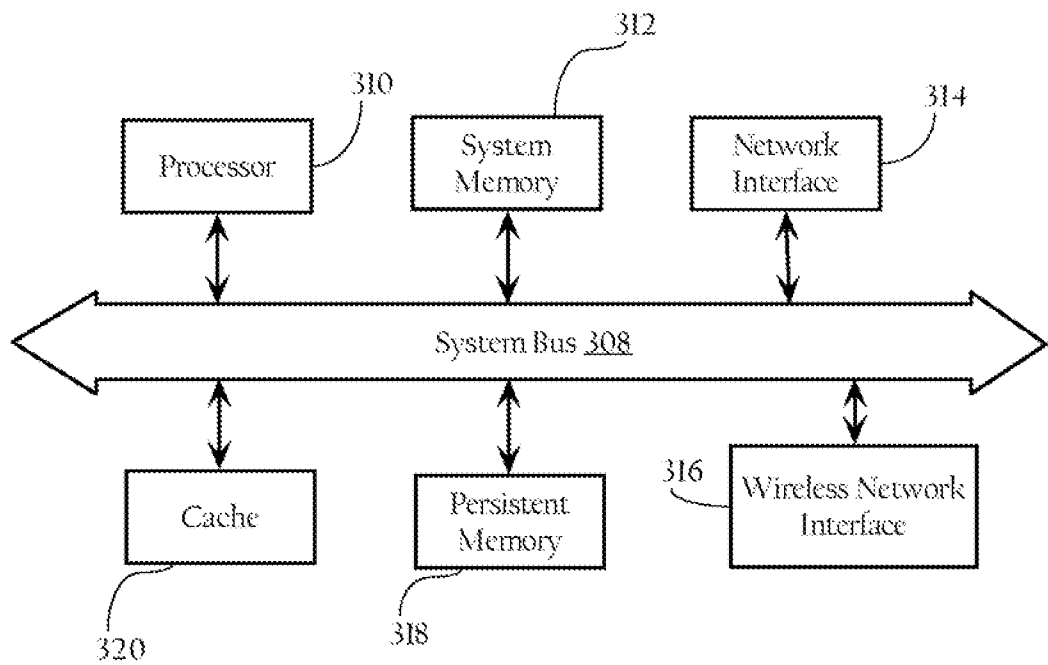 312
310
314
Processor
System
Memory
Network
Interface
System Bus 308
Cache
Persistent
Memory
316
Wireless Network
Interface
320
318